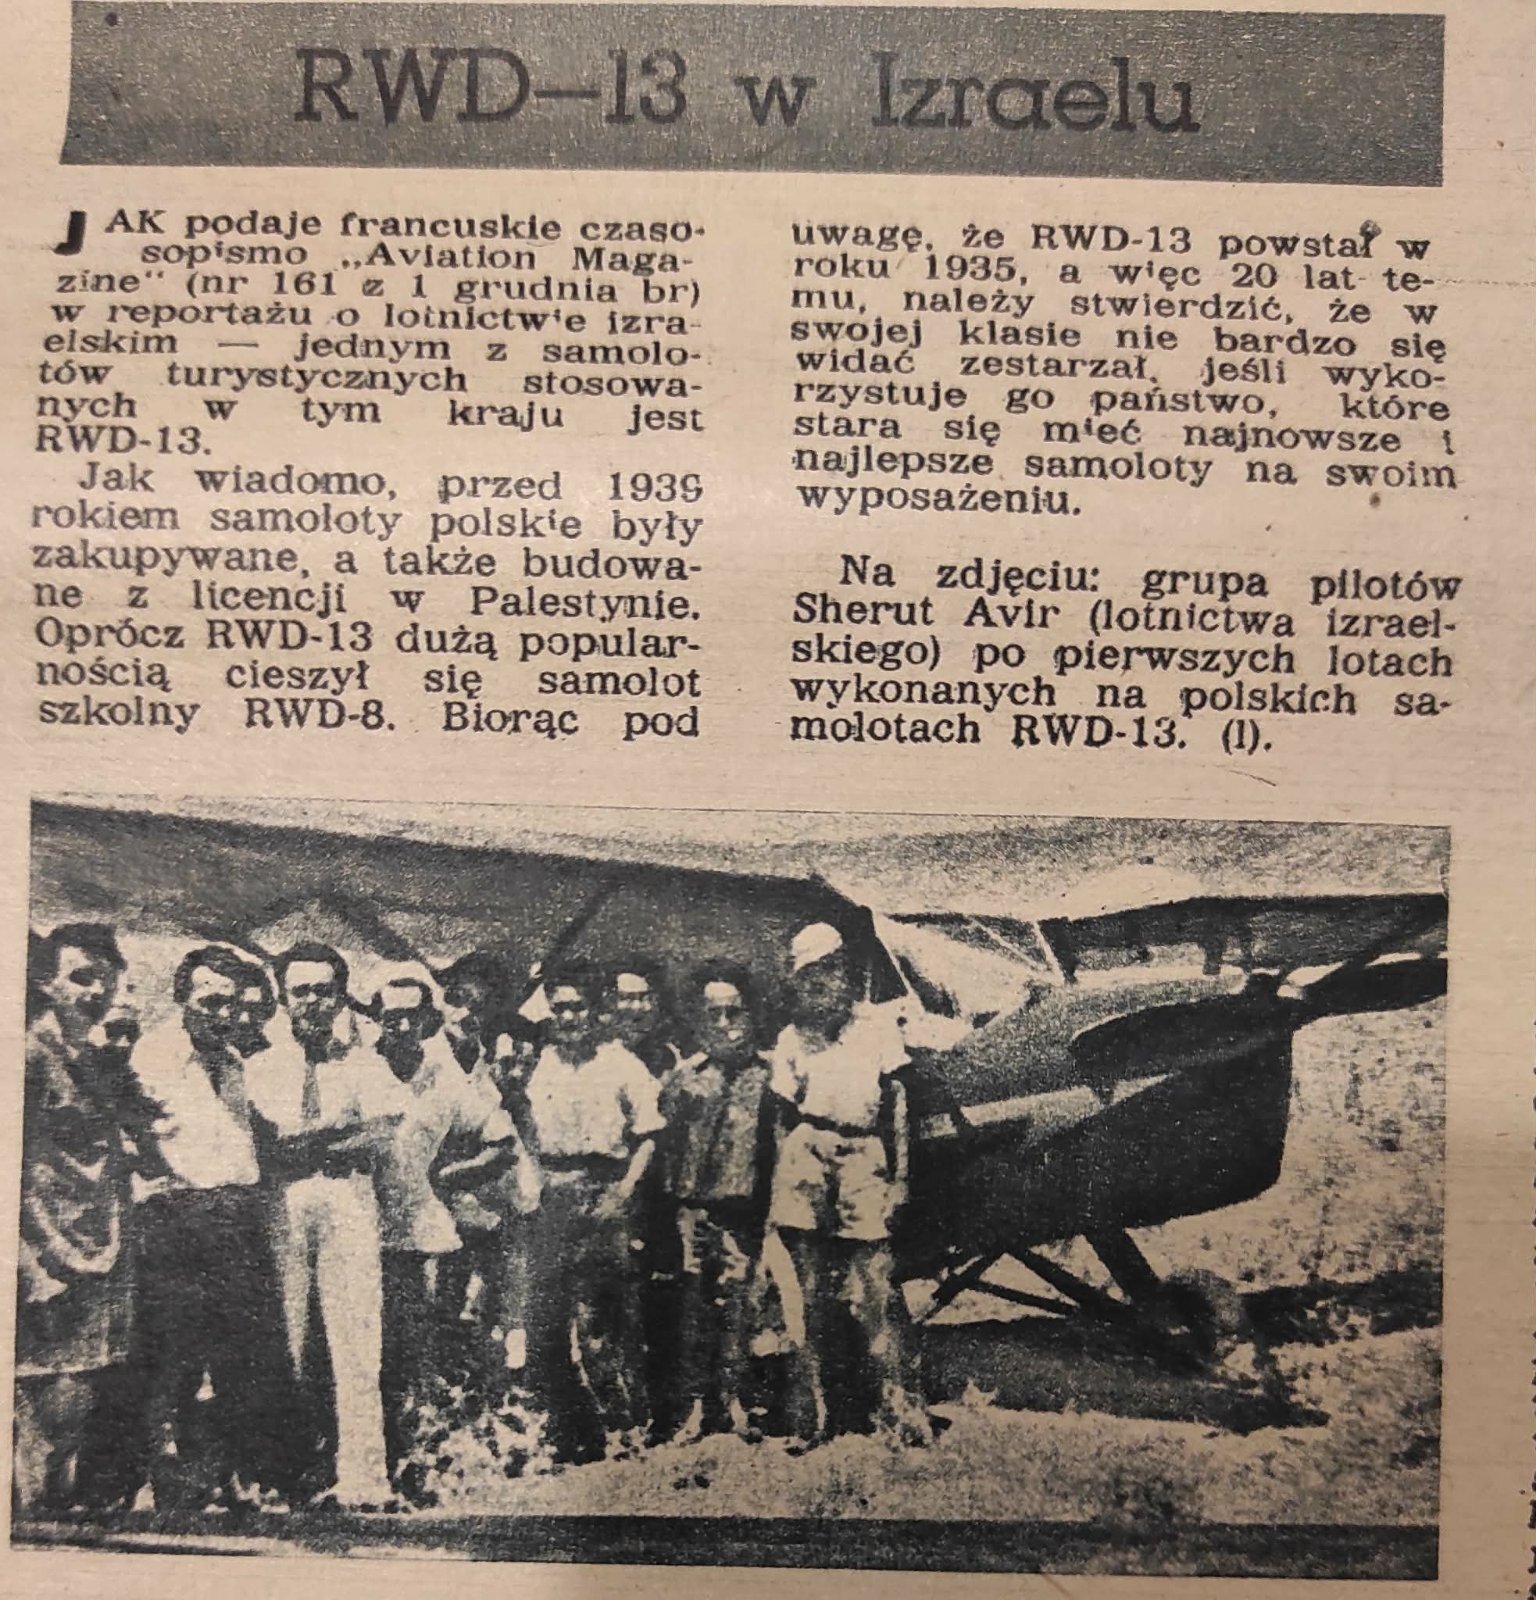 RWD-13 w Izraelu
JAK podaje francuskie czaso-
sopismo „Aviation Maga-
zine" (nr 161 z 1 grudnia br)
w reportażu o lotnictwie izra-
elskim — jednym z samolo-
tów turystycznych stosowa-
nych w tym kraju jest
RWD-13.
Jak wiadomo, przed 1939
rokiem samoloty polskie były
zakupywane, a także budowa-
ne z licencji w Palestynie.
Oprócz RWD-13 dużą popular-
nością cieszył się samolot
szkolny RWD-8. Biorąc pod
uwagę, że RWD-13 powstał w
roku 1935, a więc 20 lat te-
mu, należy stwierdzić, że w
swojej klasie nie bardzo się
widać zestarzał, jeśli wyko-
rzystuje go państwo, które
stara się mieć najnowsze i
najlepsze samoloty na swoim
wyposażeniu.
Na zdjęciu: grupa pilotów
Sherut Avir (lotnictwa izrael-
skiego) po pierwszych lotach
wykonanych na polskich sa-
molotach RWD-13. (l).